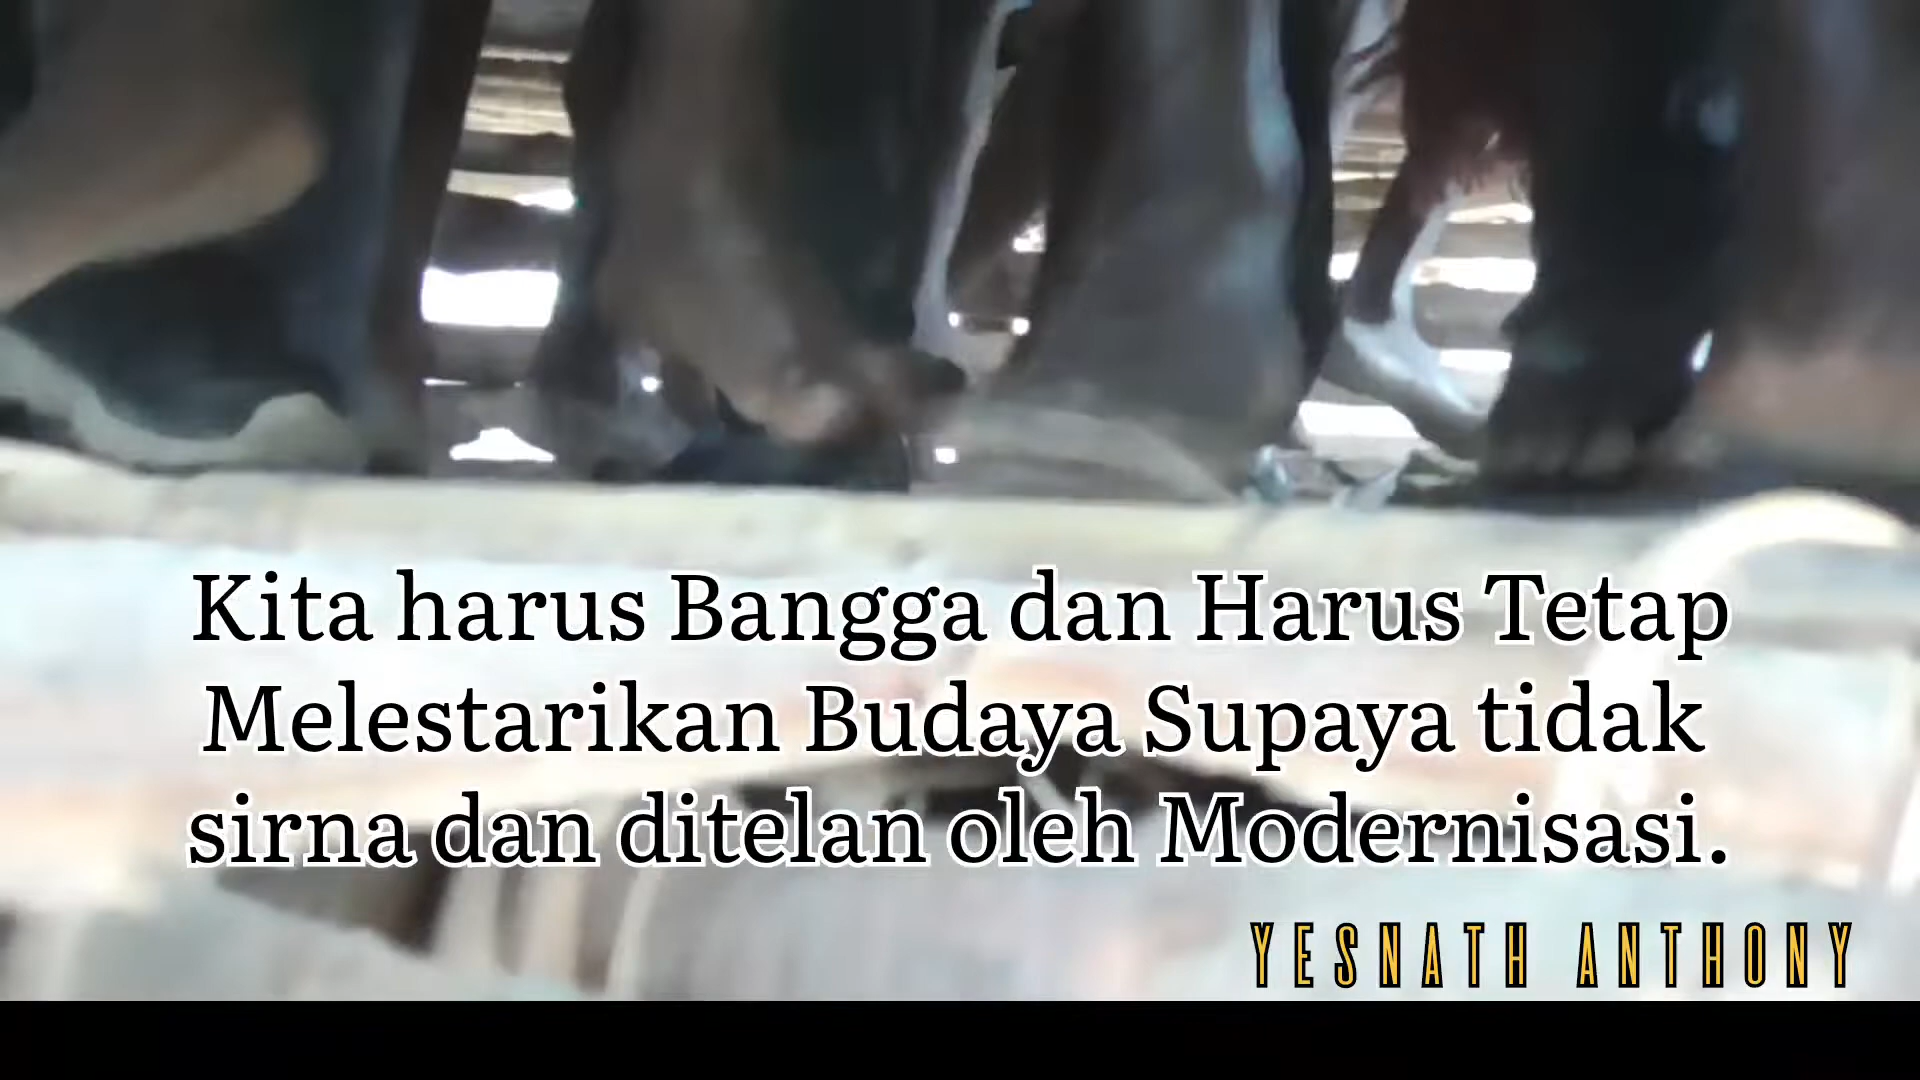 Kita harus Bangga dan Harus Tetap
Melestarikan Budaya Supaya tidak
sirna dan ditelan oleh Modernisasi.
YESNATH ANTHONY